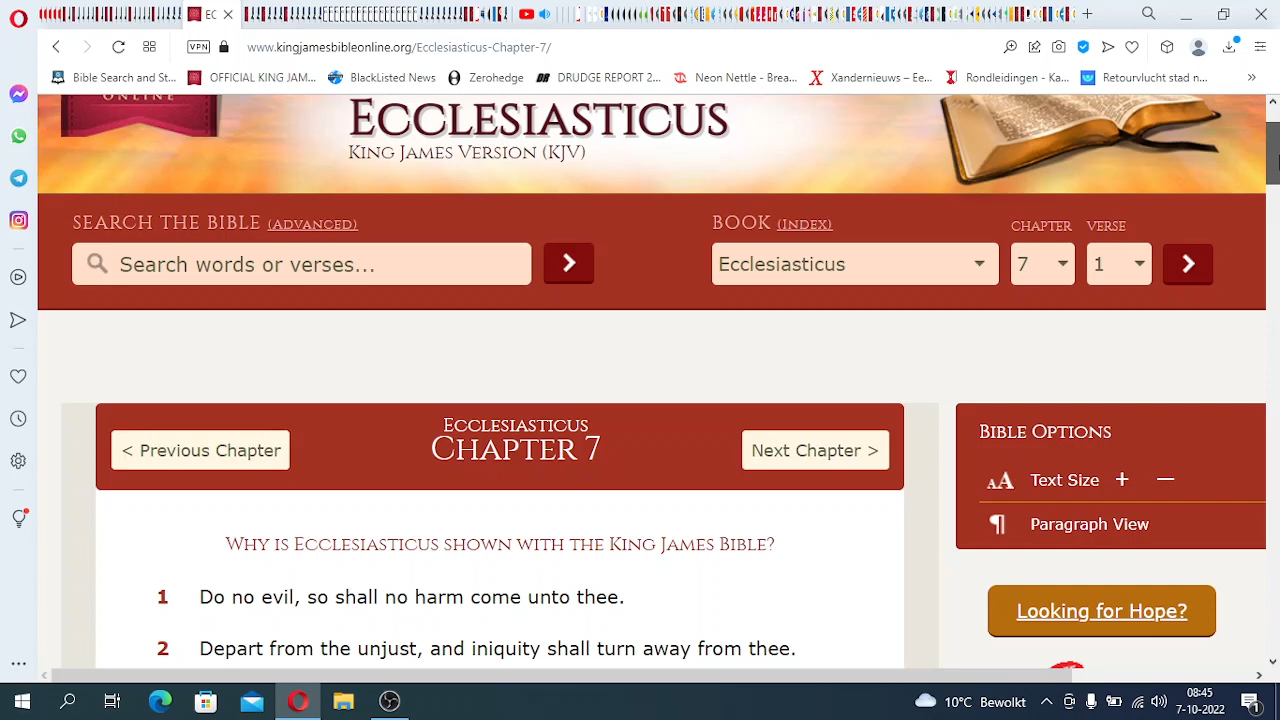 EC
VPN
www.kingjamesbibleonline.org/Ecclesiasticus-Chapter-7/
Bible Search and St...
OFFICIAL KING JAM...
BlackListed News
Zerohedge
DRUDGE REPORT 2...
Neon Nettle - Brea...
Xandernieuws – Ee...
Rondleidingen - Ka...
Retourvlucht stad n...
ONLINE
Ecclesiasticus
King James Version (KJV)
SEARCH THE BIBLE (Advanced)
BOOK (Index)
CHAPTER
VERSE
Search words or verses...
Ecclesiasticus
7
1
Ecclesiasticus
Chapter 7
< Previous Chapter
Next Chapter >
Bible Options
AA Text Size + —
¶ Paragraph View
Why is Ecclesiasticus shown with the King James Bible?
1 Do no evil, so shall no harm come unto thee.
2 Depart from the unjust, and iniquity shall turn away from thee.
Looking for Hope?
10°C Bewolkt
08:45
7-10-2022
1